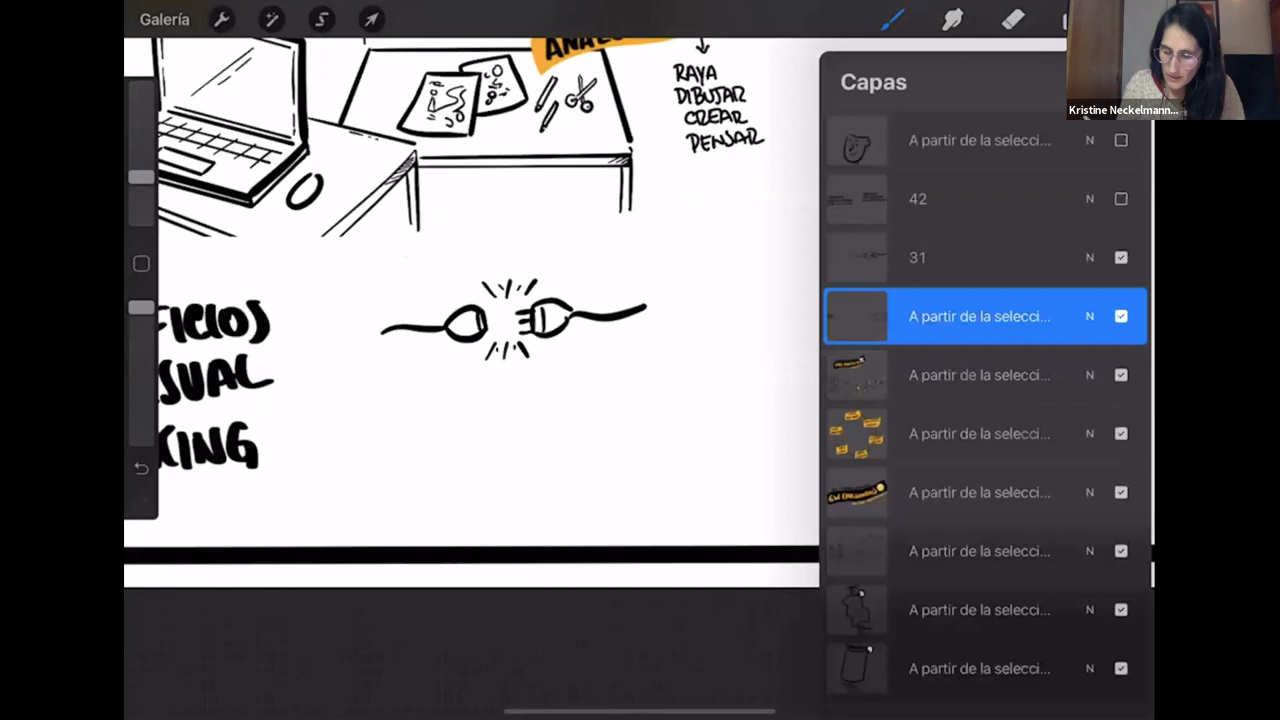 Galería
RAYA
DIBUJAR
CREAR
PENSAR
Capas
A partir de la selecci... N
42 N
31 N
A partir de la selecci... N
A partir de la selecci... N
A partir de la selecci... N
A partir de la selecci... N
A partir de la selecci... N
A partir de la selecci... N
A partir de la selecci... N
Kristine Neckelmann...
FICIOS
SUAL
KING